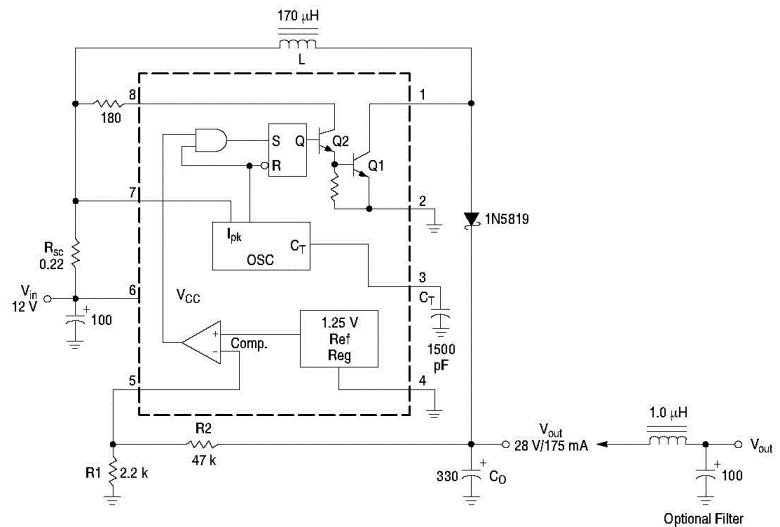 170 µH
L
8
1
180
S
Q
Q2
R
Q1
7
2
1N5819
Ipk
CT
OSC
Rsc
0.22
Vin
12 V
6
3
VCC
CT
100
1.25 V
Ref
Reg
+
−
Comp.
1500
pF
5
4
R2
47 k
Vout
28 V/175 mA
1.0 µH
Vout
R1
2.2 k
330
+
CO
+
100
+
Optional Filter